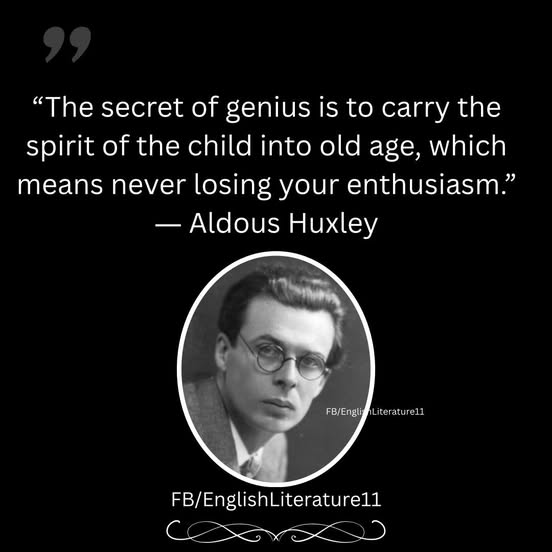 “The secret of genius is to carry the
spirit of the child into old age, which
means never losing your enthusiasm.”
— Aldous Huxley
FB/EnglishLiterature11
FB/EnglishLiterature11